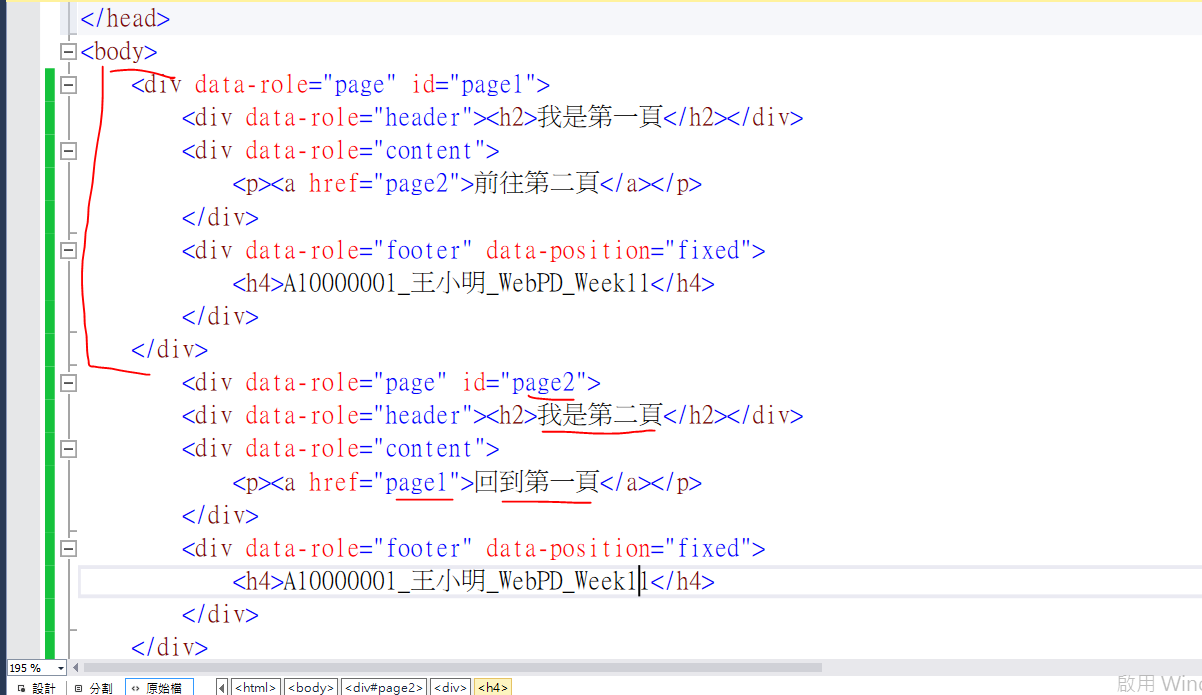 </head>
<body>
<div data-role="page" id="page1">
<div data-role="header"><h2>我是第一頁</h2></div>
<div data-role="content">
<p><a href="page2">前往第二頁</a></p>
</div>
<div data-role="footer" data-position="fixed">
<h4>A10000001_王小明_WebPD_Week11</h4>
</div>
</div>
<div data-role="page" id="page2">
<div data-role="header"><h2>我是第二頁</h2></div>
<div data-role="content">
<p><a href="page1">回到第一頁</a></p>
</div>
<div data-role="footer" data-position="fixed">
<h4>A10000001_王小明_WebPD_Week11</h4>
</div>
</div>
195 %
設計 分割 原始檔 <html> <body> <div#page2> <div> <h4>
啟用